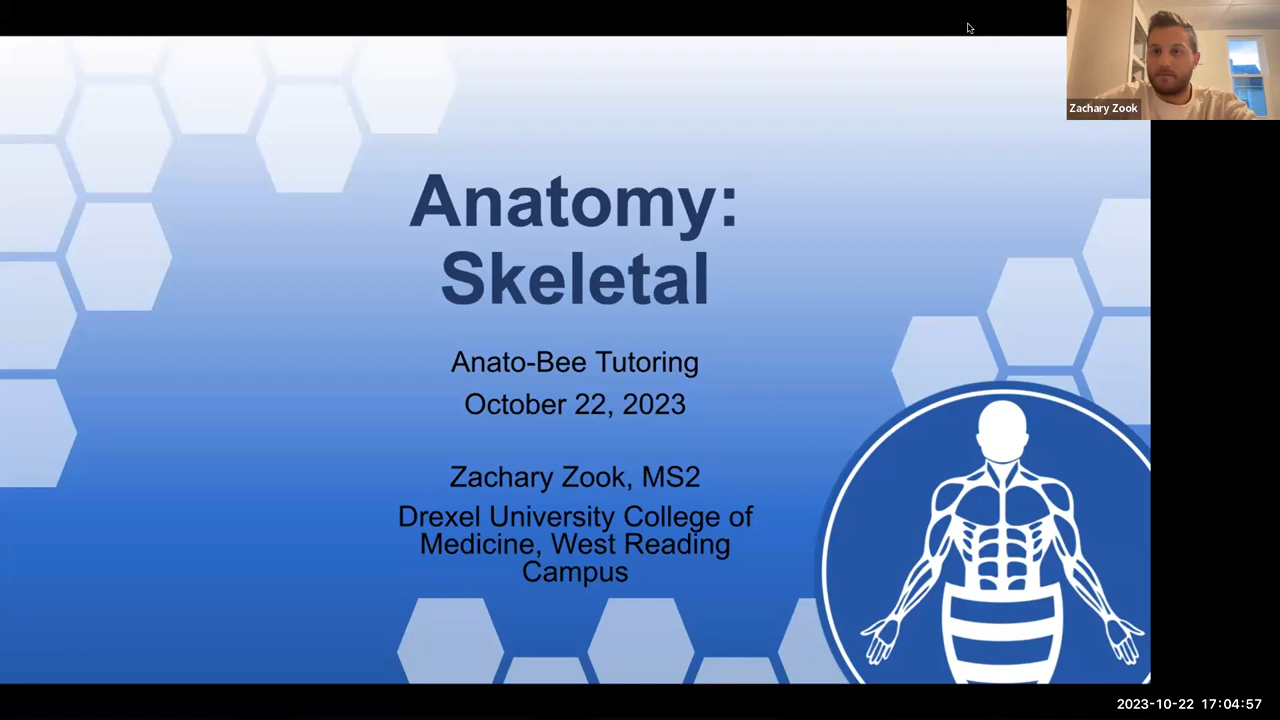 Zachary Zook
Anatomy:
Skeletal
Anato-Bee Tutoring
October 22, 2023
Zachary Zook, MS2
Drexel University College of
Medicine, West Reading
Campus
2023-10-22 17:04:57